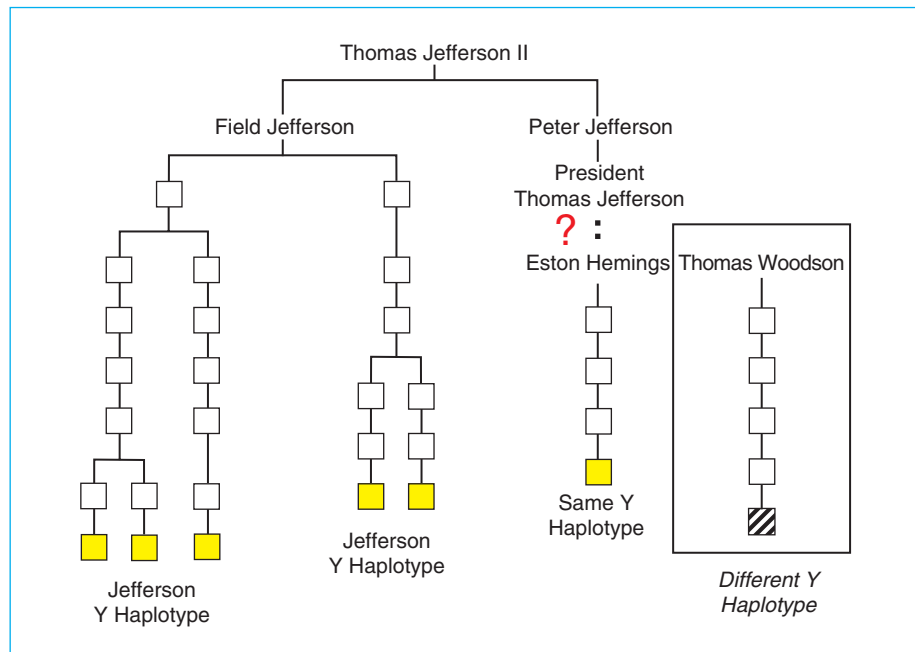 Thomas Jefferson II
Field Jefferson
Peter Jefferson
President
Thomas Jefferson
? :
Eston Hemings
Thomas Woodson
Same Y
Haplotype
Jefferson
Y Haplotype
Jefferson
Y Haplotype
Different Y
Haplotype